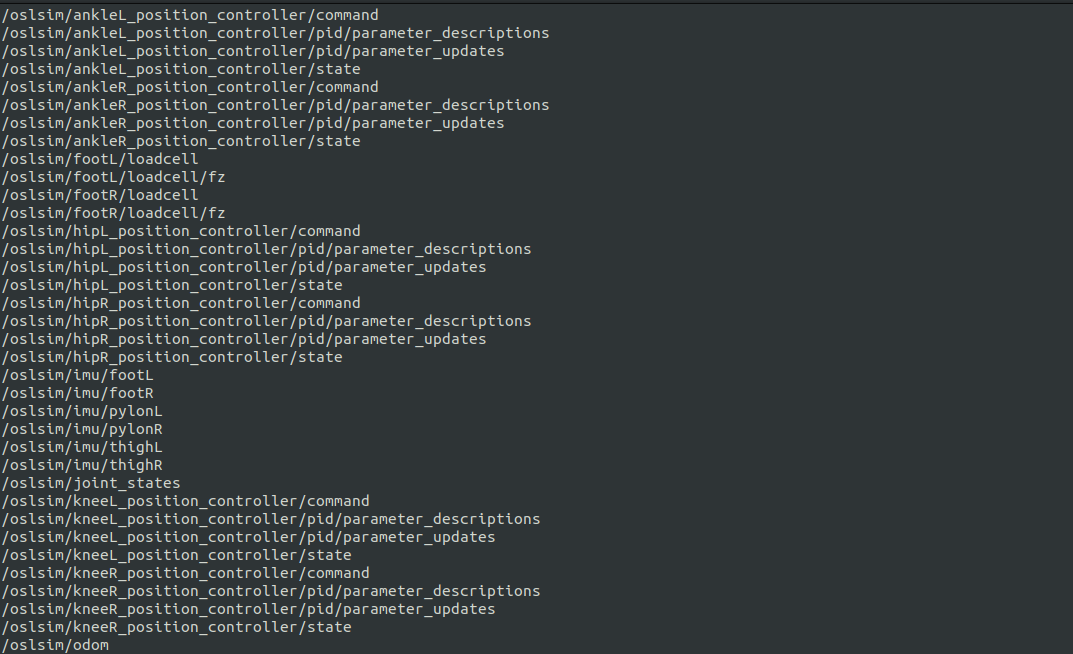 /oslsim/ankleL_position_controller/command
/oslsim/ankleL_position_controller/pid/parameter_descriptions
/oslsim/ankleL_position_controller/pid/parameter_updates
/oslsim/ankleL_position_controller/state
/oslsim/ankleR_position_controller/command
/oslsim/ankleR_position_controller/pid/parameter_descriptions
/oslsim/ankleR_position_controller/pid/parameter_updates
/oslsim/ankleR_position_controller/state
/oslsim/footL/loadcell
/oslsim/footL/loadcell/fz
/oslsim/footR/loadcell
/oslsim/footR/loadcell/fz
/oslsim/hipL_position_controller/command
/oslsim/hipL_position_controller/pid/parameter_descriptions
/oslsim/hipL_position_controller/pid/parameter_updates
/oslsim/hipL_position_controller/state
/oslsim/hipR_position_controller/command
/oslsim/hipR_position_controller/pid/parameter_descriptions
/oslsim/hipR_position_controller/pid/parameter_updates
/oslsim/hipR_position_controller/state
/oslsim/imu/footL
/oslsim/imu/footR
/oslsim/imu/pylonL
/oslsim/imu/pylonR
/oslsim/imu/thighL
/oslsim/imu/thighR
/oslsim/joint_states
/oslsim/kneeL_position_controller/command
/oslsim/kneeL_position_controller/pid/parameter_descriptions
/oslsim/kneeL_position_controller/pid/parameter_updates
/oslsim/kneeL_position_controller/state
/oslsim/kneeR_position_controller/command
/oslsim/kneeR_position_controller/pid/parameter_descriptions
/oslsim/kneeR_position_controller/pid/parameter_updates
/oslsim/kneeR_position_controller/state
/oslsim/odom